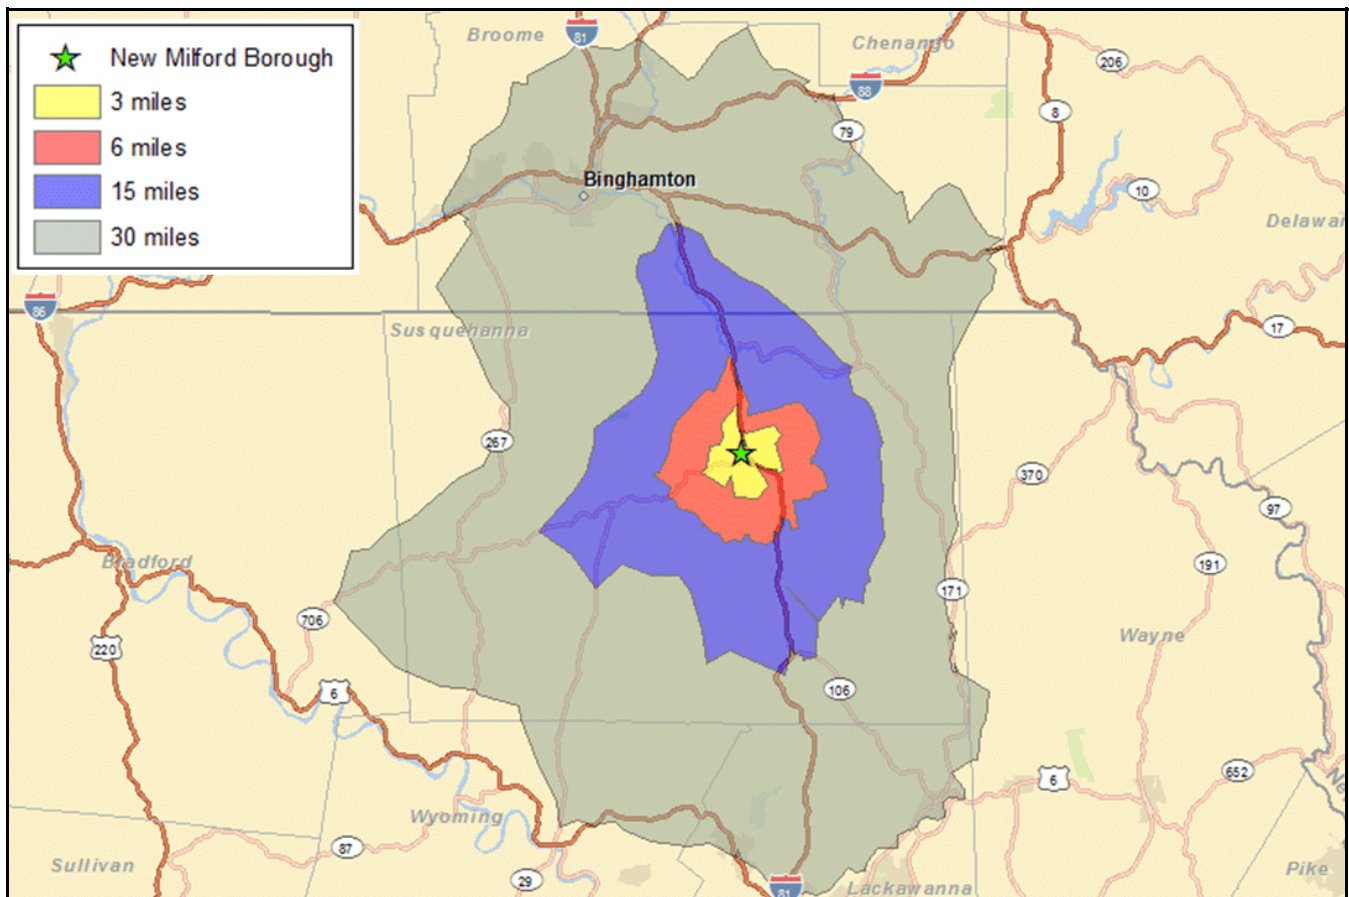 New Milford Borough
3 miles
6 miles
15 miles
30 miles
Broome
81
Chenango
88
206
8
79
Binghamton
10
Delawar
86
Susquehanna
17
267
370
97
Bradford
191
171
706
220
Wayne
6
106
6
652
Wyoming
87
Sullivan
29
81
Lackawanna
Pike
Ne